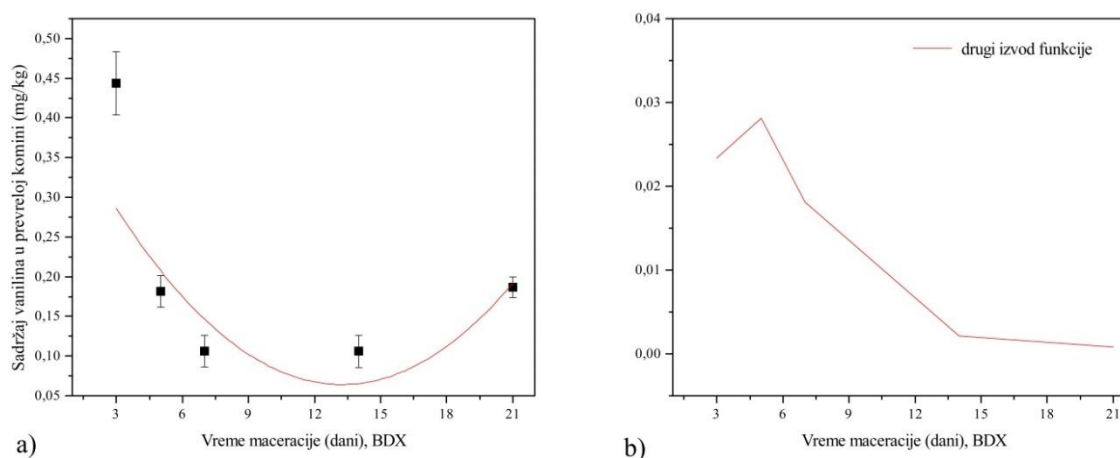 0,50
0,45
0,40
0,35
0,30
0,25
0,20
0,15
0,10
0,05
Sadržaj vanilina u prevreloj komini (mg/kg)
3 6 9 12 15 18 21
Vreme maceracije (dani), BDX
a)
0,04
0,03
0,02
0,01
0,00
drugi izvod funkcije
3 6 9 12 15 18 21
Vreme maceracije (dani), BDX
b)